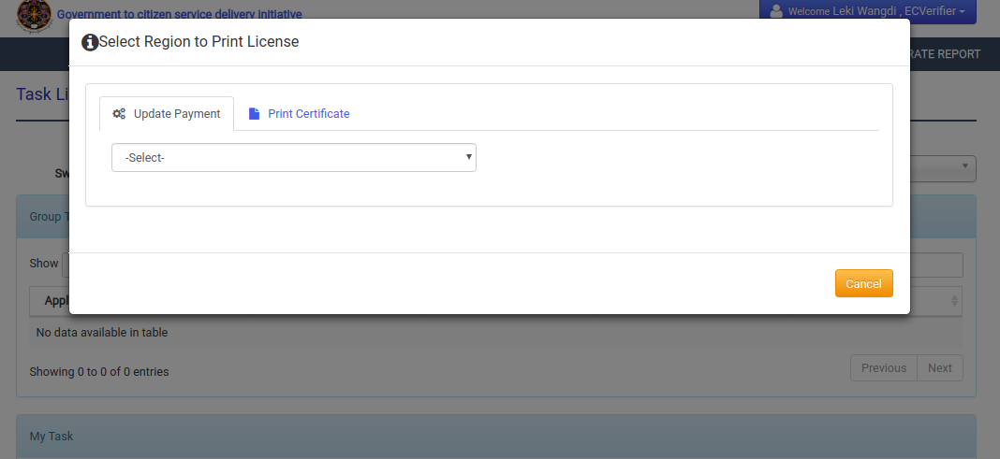 Government to citizen service delivery initiative
Welcome Leki Wangdi , ECVerifier
Select Region to Print License
RATE REPORT
Task Li
Update Payment Print Certificate
-Select-
Sw
Group T
Show
Cancel
Appl
No data available in table
Showing 0 to 0 of 0 entries
Previous Next
My Task